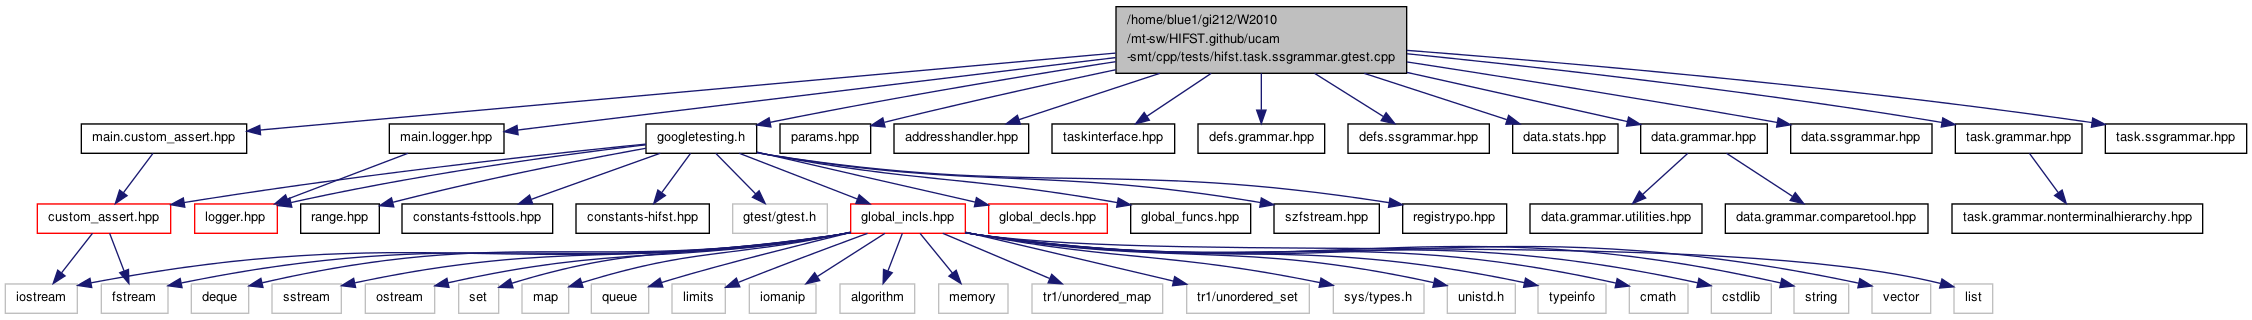 /home/blue1/gi212/W2010
/mt-sw/HIFST.github/ucam
-smt/cpp/tests/hifst.task.ssgrammar.gtest.cpp
main.custom_assert.hpp
main.logger.hpp
googletesting.h
params.hpp
addresshandler.hpp
taskinterface.hpp
defs.grammar.hpp
defs.ssgrammar.hpp
data.stats.hpp
data.grammar.hpp
data.ssgrammar.hpp
task.grammar.hpp
task.ssgrammar.hpp
custom_assert.hpp
logger.hpp
range.hpp
constants-fsttools.hpp
constants-hifst.hpp
gtest/gtest.h
global_incls.hpp
global_decls.hpp
global_funcs.hpp
szfstream.hpp
registrypo.hpp
data.grammar.utilities.hpp
data.grammar.comparetool.hpp
task.grammar.nonterminalhierarchy.hpp
iostream
fstream
deque
sstream
ostream
set
map
queue
limits
iomanip
algorithm
memory
tr1/unordered_map
tr1/unordered_set
sys/types.h
unistd.h
typeinfo
cmath
cstdlib
string
vector
list